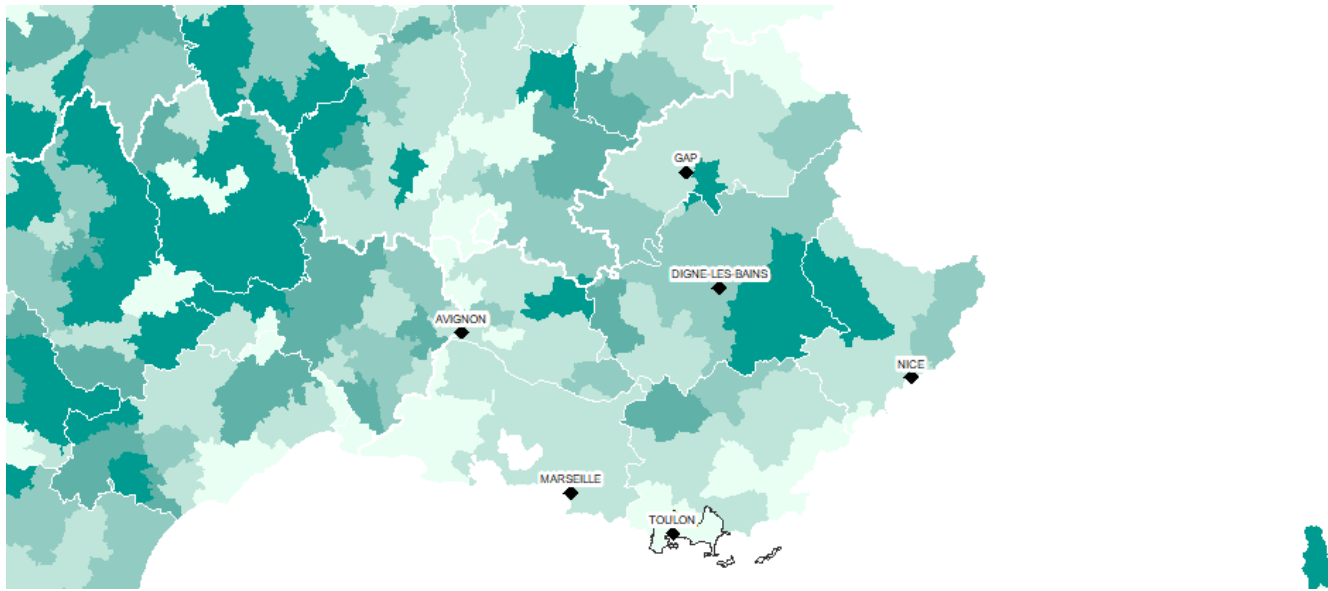 GAP
DIGNE-LES-BAINS
AVIGNON
NICE
MARSEILLE
TOULON